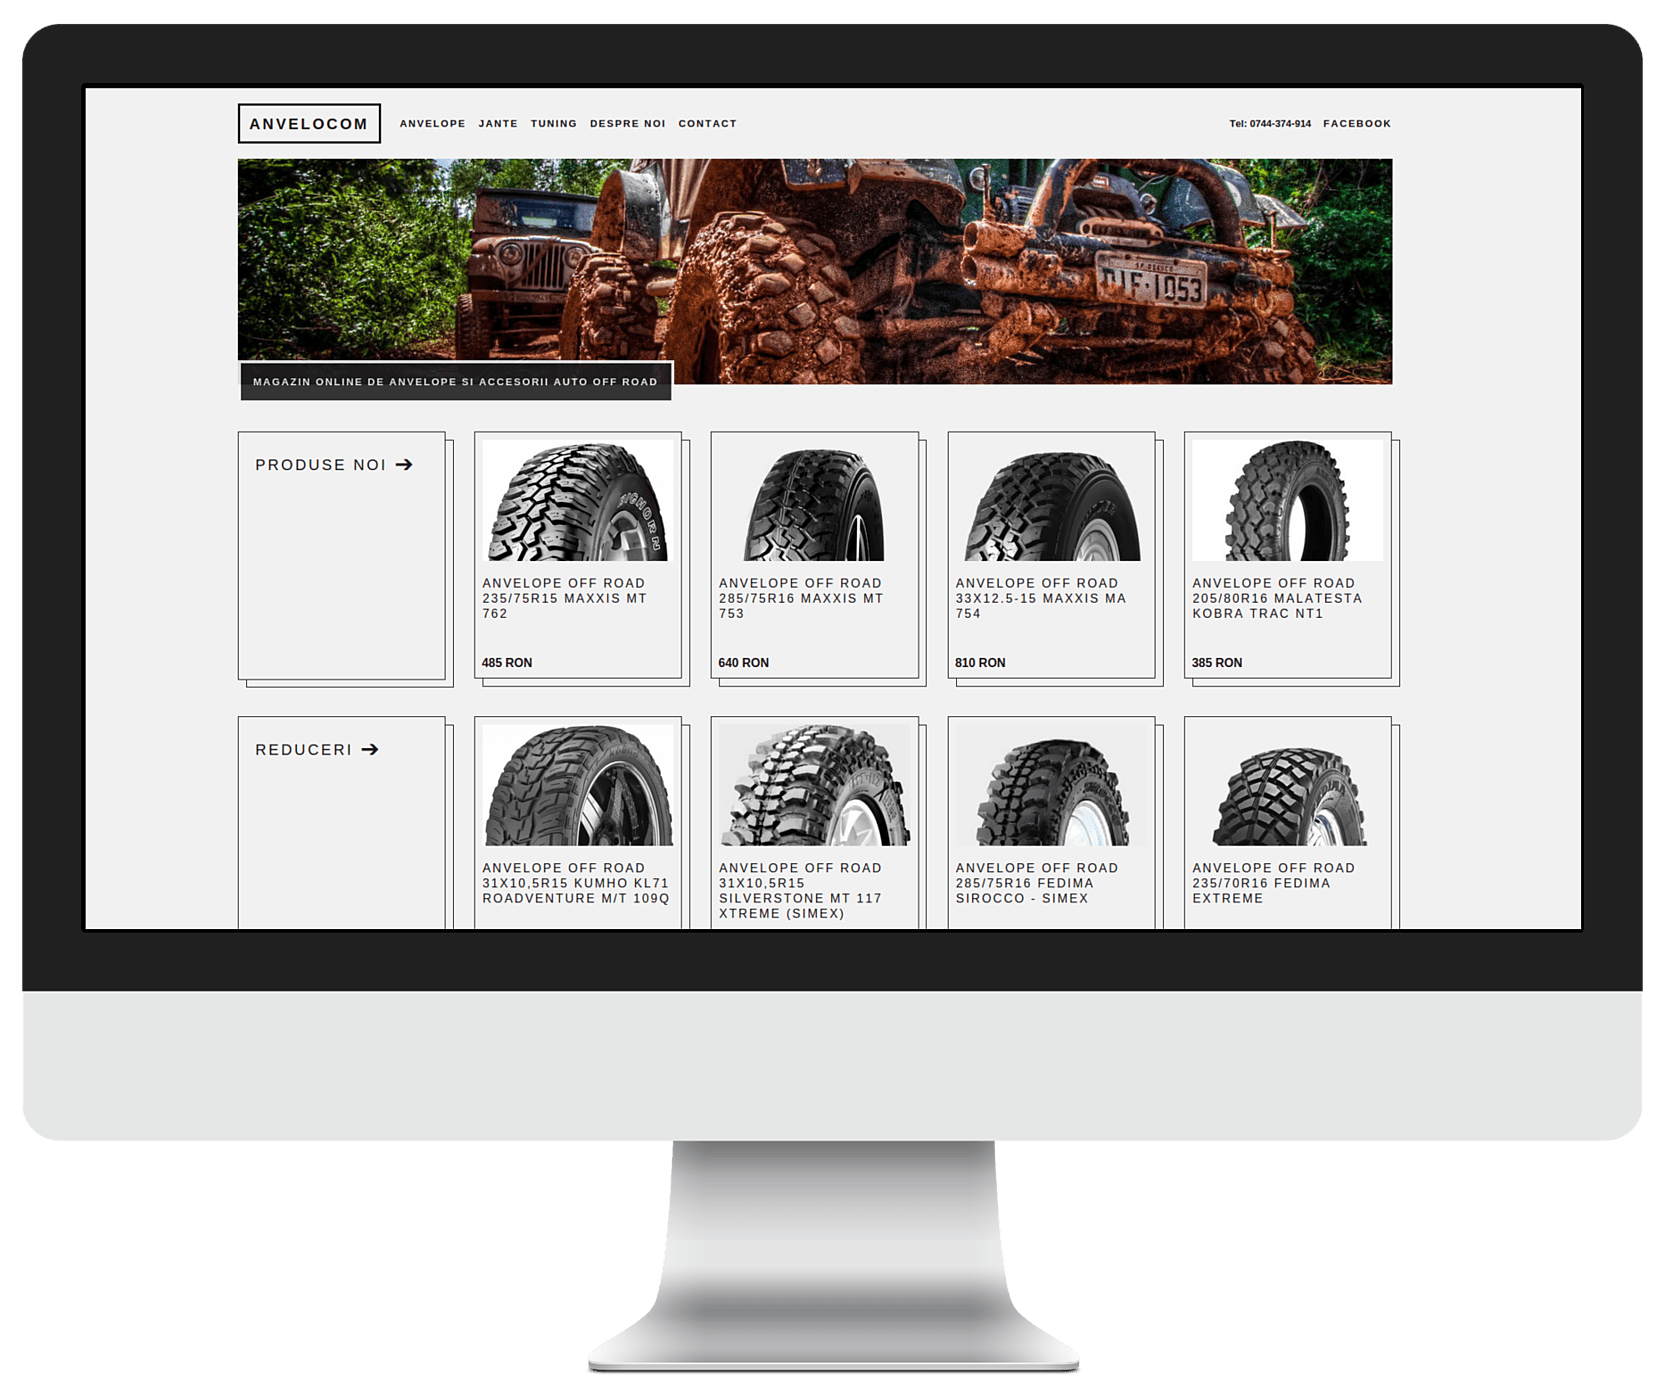 ANVELOCOM
ANVELOPE JANTE TUNING DESPRE NOI CONTACT
Tel: 0744-374-914 FACEBOOK
1053
MAGAZIN ONLINE DE ANVELOPE SI ACCESORII AUTO OFF ROAD
PRODUSE NOI →
ANVELOPE OFF ROAD
235/75R15 MAXXIS MT
762
485 RON
ANVELOPE OFF ROAD
285/75R16 MAXXIS MT
753
640 RON
ANVELOPE OFF ROAD
33X12.5-15 MAXXIS MA
754
810 RON
ANVELOPE OFF ROAD
205/80R16 MALATESTA
KOBRA TRAC NT1
385 RON
REDUCERI →
ANVELOPE OFF ROAD
31X10,5R15 KUMHO KL71
ROADVENTURE M/T 109Q
ANVELOPE OFF ROAD
31X10,5R15
SILVERSTONE MT 117
XTREME (SIMEX)
ANVELOPE OFF ROAD
285/75R16 FEDIMA
SIROCCO - SIMEX
ANVELOPE OFF ROAD
235/70R16 FEDIMA
EXTREME